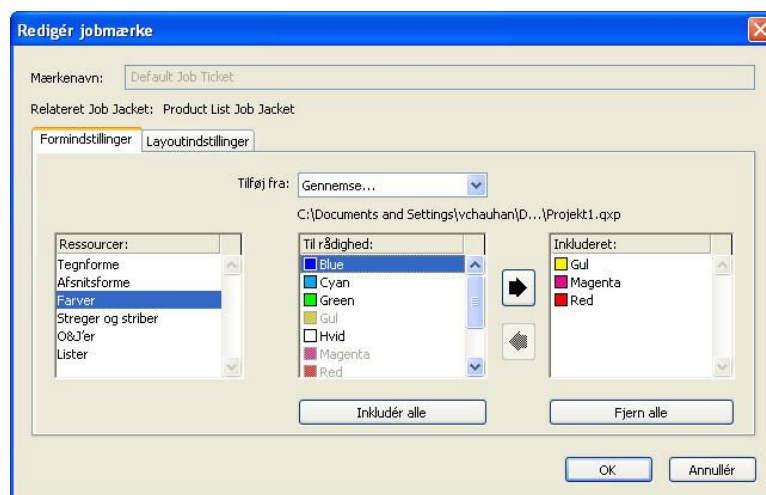 Redigér jobmærke
Mærkenavn: Default Job Ticket
Relateret Job Jacket: Product List Job Jacket
Formindstillinger Layoutindstillinger
Tilføj fra: Gennemse...
C:\Documents and Settings\vchauhan\D...\Projekt1.qxp
Ressourcer:
Tegnforme
Afsnitsforme
Farver
Streger og striber
O&J'er
Lister
Til rådighed:
Blue
Cyan
Green
Gul
Hvid
Magenta
Red
Inkluderet:
Gul
Magenta
Red
Inkludér alle
Fjern alle
OK
Annullér